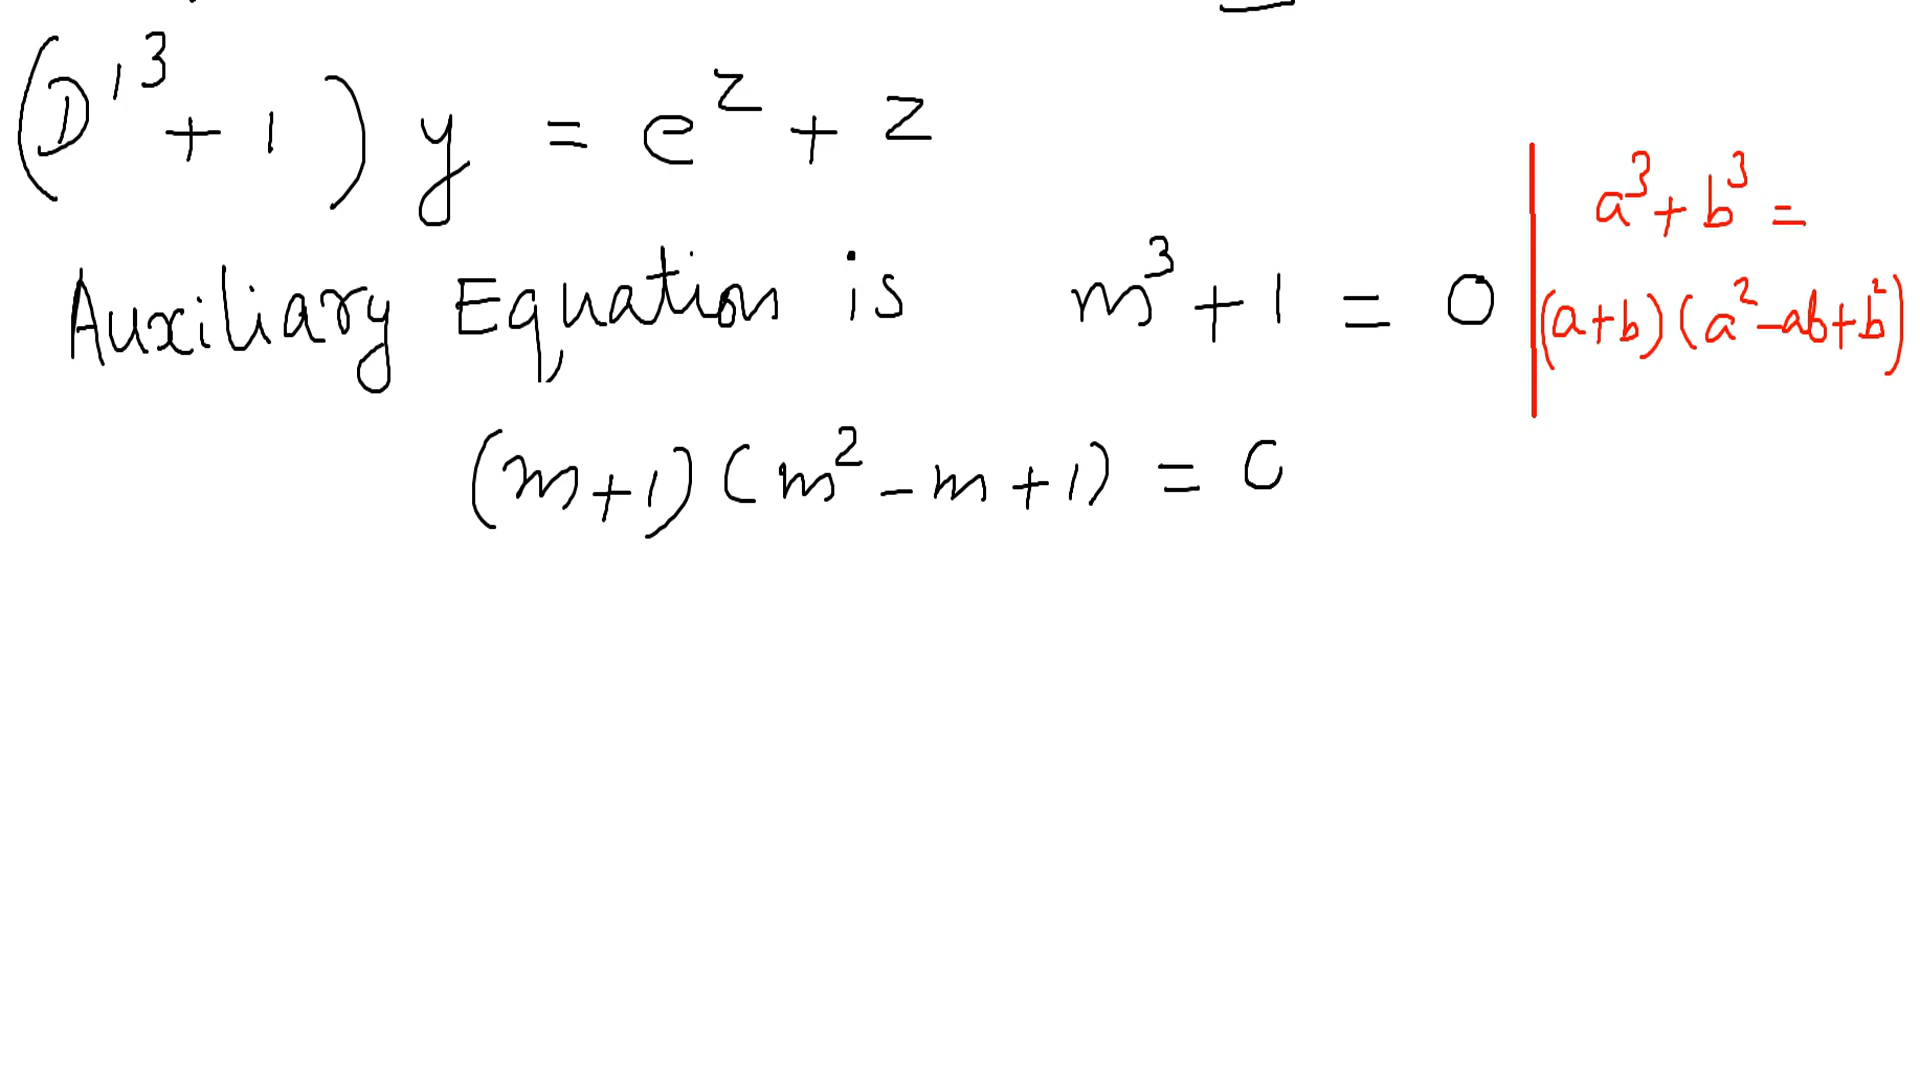 (D'³ + 1) y = e^z + z
Auxiliary Equation is m³ + 1 = 0
a³ + b³ =
(a+b) (a² - ab + b²)
(m+1) (m² - m + 1) = 0